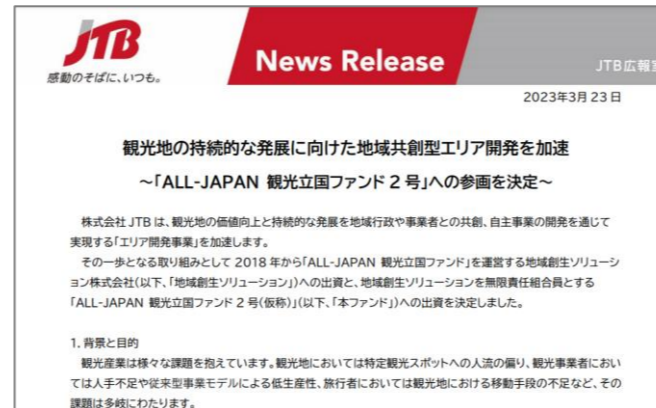 JTB
感動のそばに、いつも。
News Release
JTB広報室
2023年3月23日
観光地の持続的な発展に向けた地域共創型エリア開発を加速
～「ALL-JAPAN 観光立国ファンド2号」への参画を決定～
株式会社JTBは、観光地の価値向上と持続的な発展を地域行政や事業者との共創、自主事業の開発を通じて
実現する「エリア開発事業」を加速します。
その一歩となる取り組みとして2018年から「ALL-JAPAN 観光立国ファンド」を運営する地域創生ソリューシ
ョン株式会社(以下、「地域創生ソリューション」)への出資と、地域創生ソリューションを無限責任組合員とする
「ALL-JAPAN 観光立国ファンド2号(仮称)」(以下、「本ファンド」)への出資を決定しました。
1. 背景と目的
観光産業は様々な課題を抱えています。観光地においては特定観光スポットへの人流の偏り、観光事業者におい
ては人手不足や従来型事業モデルによる低生産性、旅行者においては観光地における移動手段の不足など、その
課題は多岐にわたります。